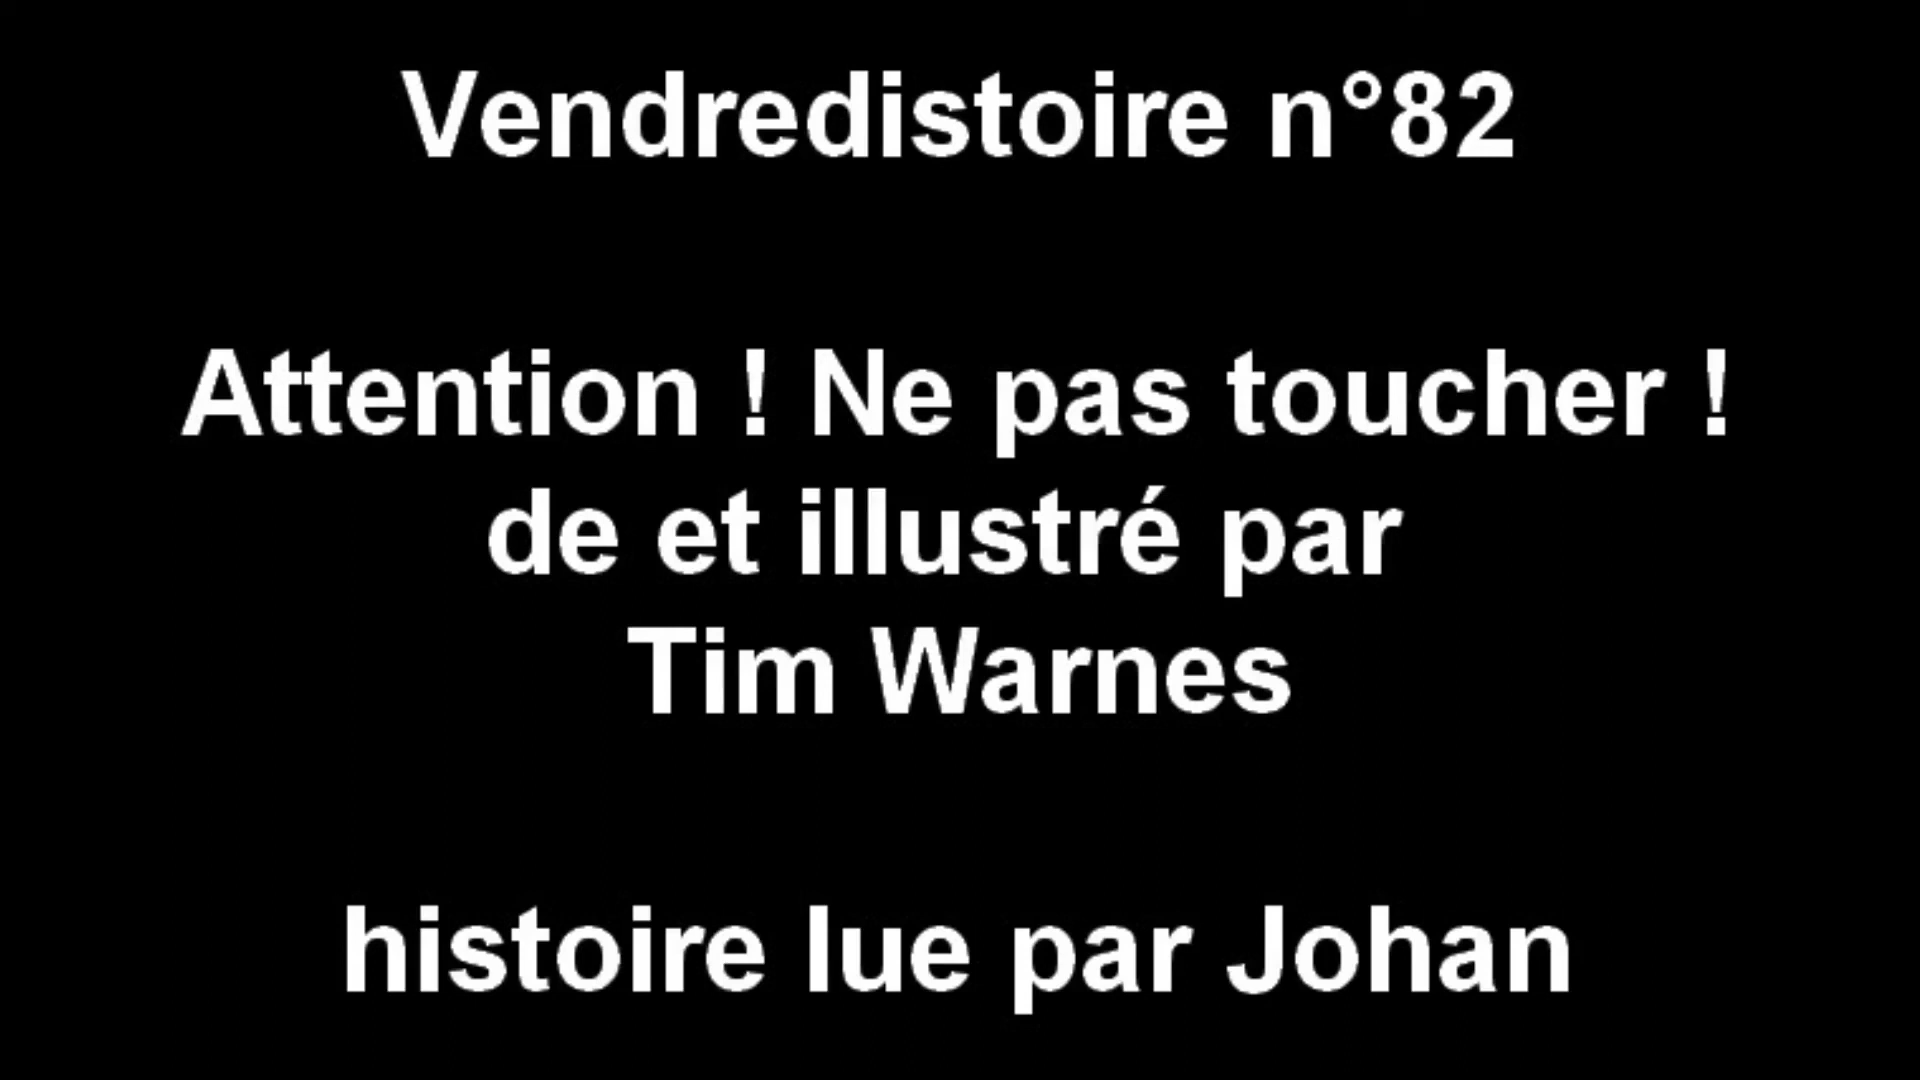 Vendredistoire n°82
Attention ! Ne pas toucher !
de et illustré par
Tim Warnes
histoire lue par Johan